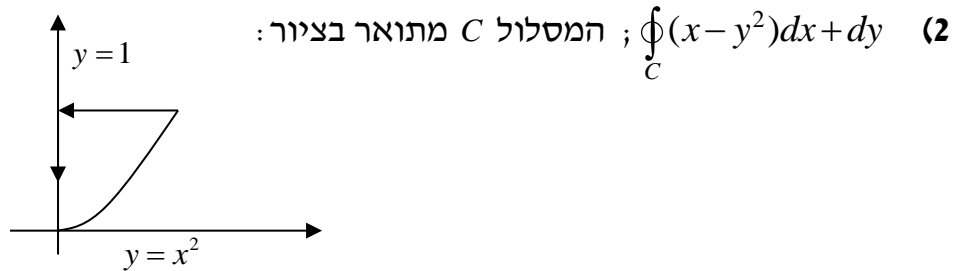 2) ∮_C (x − y²)dx + dy ; המסלול C מתואר בציור:
y = 1
y = x²